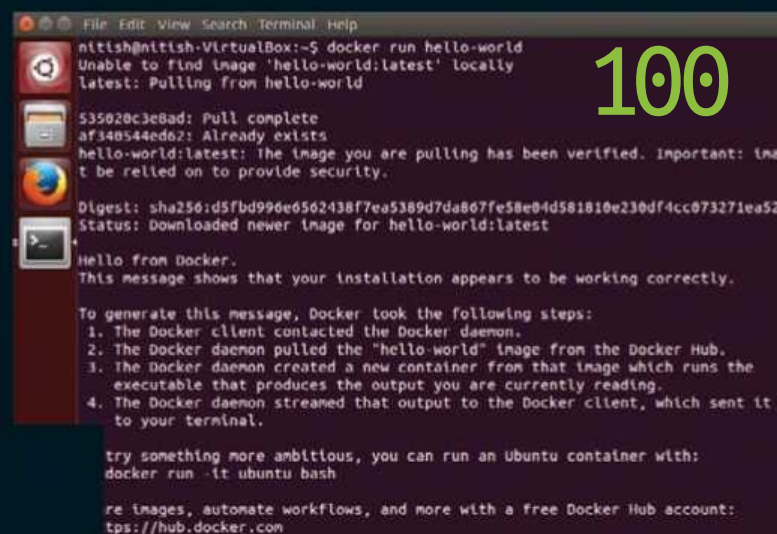 File Edit View Search Terminal Help
nitish@nitish-VirtualBox:~$ docker run hello-world
Unable to find image 'hello-world:latest' locally
latest: Pulling from hello-world
100
535020c3e8ad: Pull complete
af340544ed62: Already exists
hello-world:latest: The image you are pulling has been verified. Important: ima
t be relied on to provide security.
Digest: sha256:d5fbd996e6562438f7ea5389d7da867fe58e04d581810e230df4cc073271ea52
Status: Downloaded newer image for hello-world:latest
Hello from Docker.
This message shows that your installation appears to be working correctly.
To generate this message, Docker took the following steps:
1. The Docker client contacted the Docker daemon.
2. The Docker daemon pulled the "hello-world" image from the Docker Hub.
3. The Docker daemon created a new container from that image which runs the
executable that produces the output you are currently reading.
4. The Docker daemon streamed that output to the Docker client, which sent it
to your terminal.
try something more ambitious, you can run an Ubuntu container with:
docker run -it ubuntu bash
re images, automate workflows, and more with a free Docker Hub account:
tps://hub.docker.com